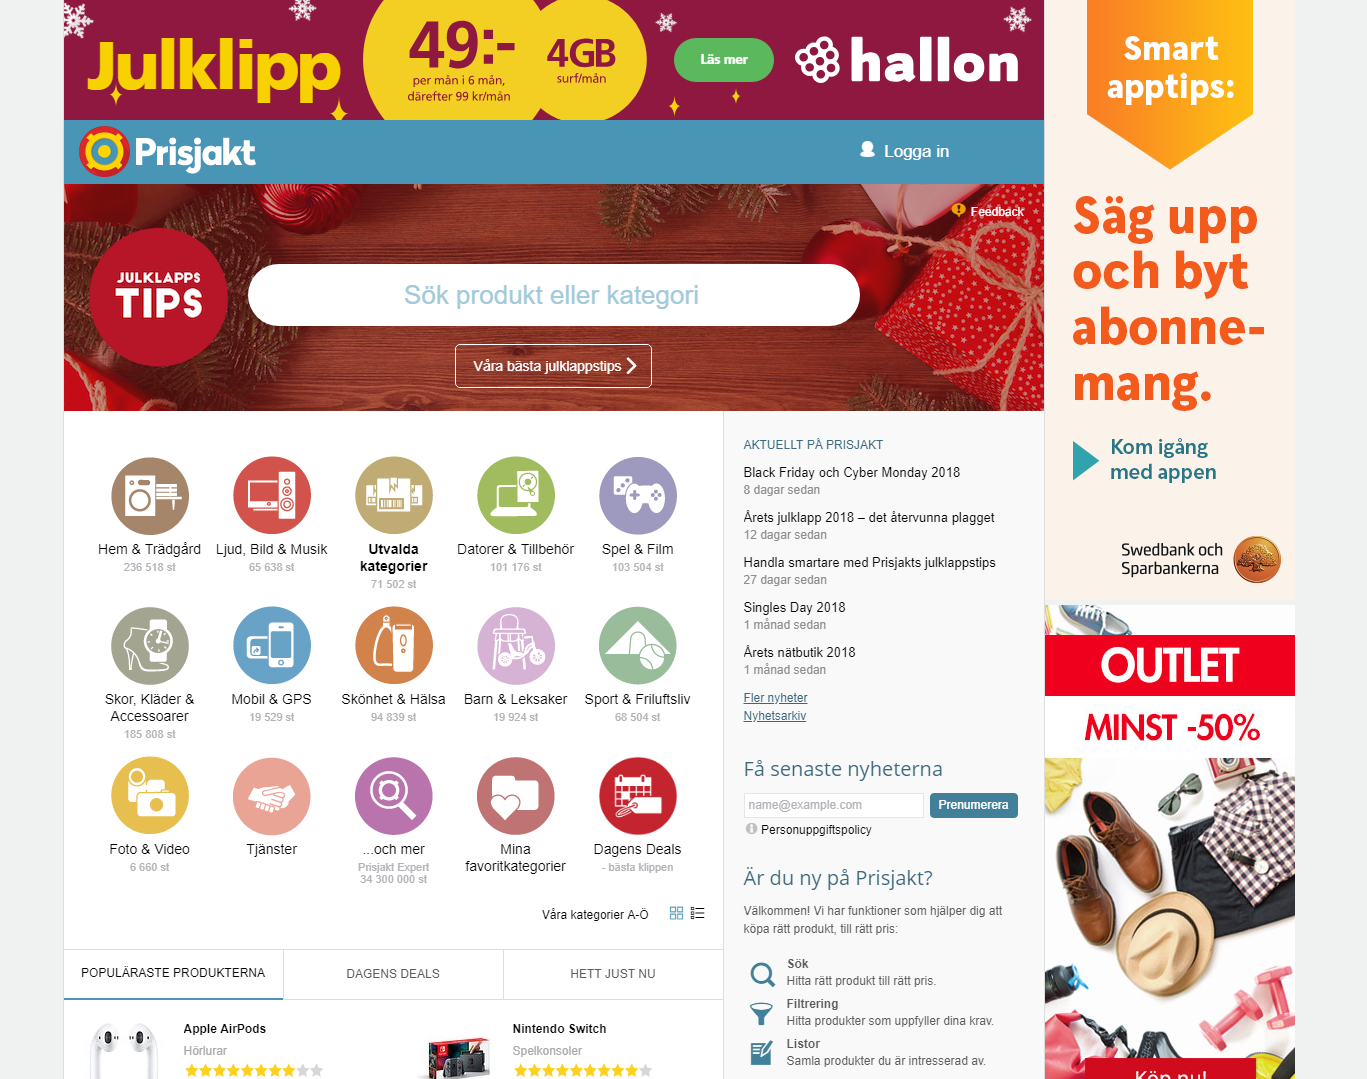 Julklipp
49:-
per mån i 6 mån,
därefter 99 kr/mån
4GB
surf/mån
Läs mer
hallon
Smart
apptips:
Säg upp
och byt
abonne-
mang.
Kom igång
med appen
Swedbank och
Sparbankerna
Prisjakt
Logga in
Feedback
JULKLAPPS
TIPS
Sök produkt eller kategori
Våra bästa julklappstips
Hem & Trädgård
236 518 st
Ljud, Bild & Musik
65 638 st
Utvalda
kategorier
71 502 st
Datorer & Tillbehör
101 176 st
Spel & Film
103 504 st
Skor, Kläder &
Accessoarer
185 808 st
Mobil & GPS
19 529 st
Skönhet & Hälsa
94 839 st
Barn & Leksaker
19 924 st
Sport & Friluftsliv
68 504 st
Foto & Video
6 660 st
Tjänster
...och mer
Prisjakt Expert
34 300 000 st
Mina
favoritkategorier
Dagens Deals
- bästa klippen
Våra kategorier A-Ö
POPULÄRASTE PRODUKTERNA
DAGENS DEALS
HETT JUST NU
Apple AirPods
Hörlurar
Nintendo Switch
Spelkonsoler
AKTUELLT PÅ PRISJAKT
Black Friday och Cyber Monday 2018
8 dagar sedan
Årets julklapp 2018 – det återvunna plagget
12 dagar sedan
Handla smartare med Prisjakts julklappstips
27 dagar sedan
Singles Day 2018
1 månad sedan
Årets nätbutik 2018
1 månad sedan
Fler nyheter
Nyhetsarkiv
Få senaste nyheterna
name@example.com
Prenumerera
Personuppgiftspolicy
Är du ny på Prisjakt?
Välkommen! Vi har funktioner som hjälper dig att
köpa rätt produkt, till rätt pris:
Sök
Hitta rätt produkt till rätt pris.
Filtrering
Hitta produkter som uppfyller dina krav.
Listor
Samla produkter du är intresserad av.
OUTLET
MINST -50%
Köp nu!